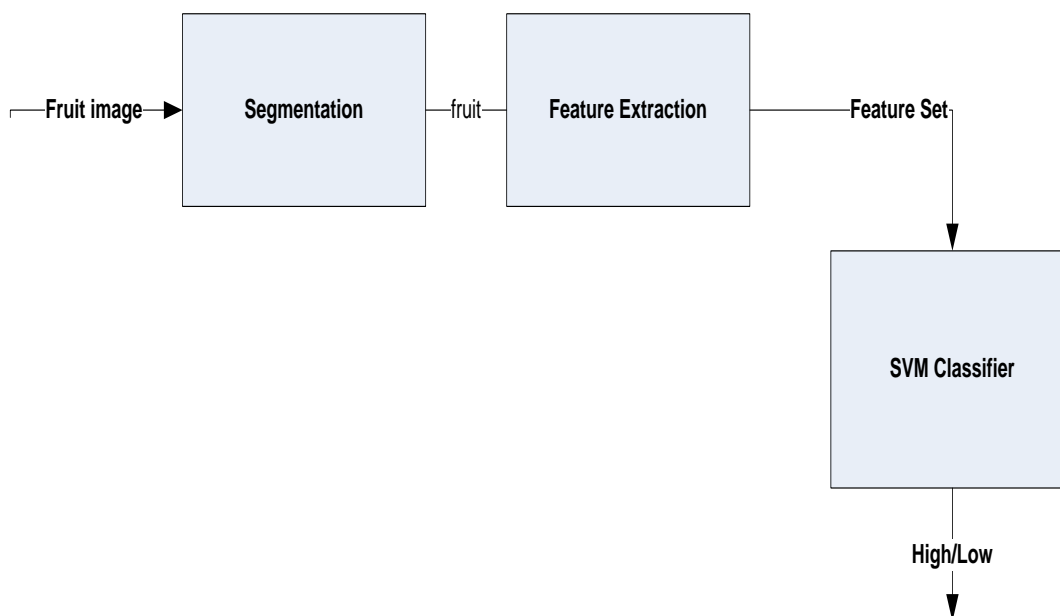 Fruit image
Segmentation
fruit
Feature Extraction
Feature Set
SVM Classifier
High/Low